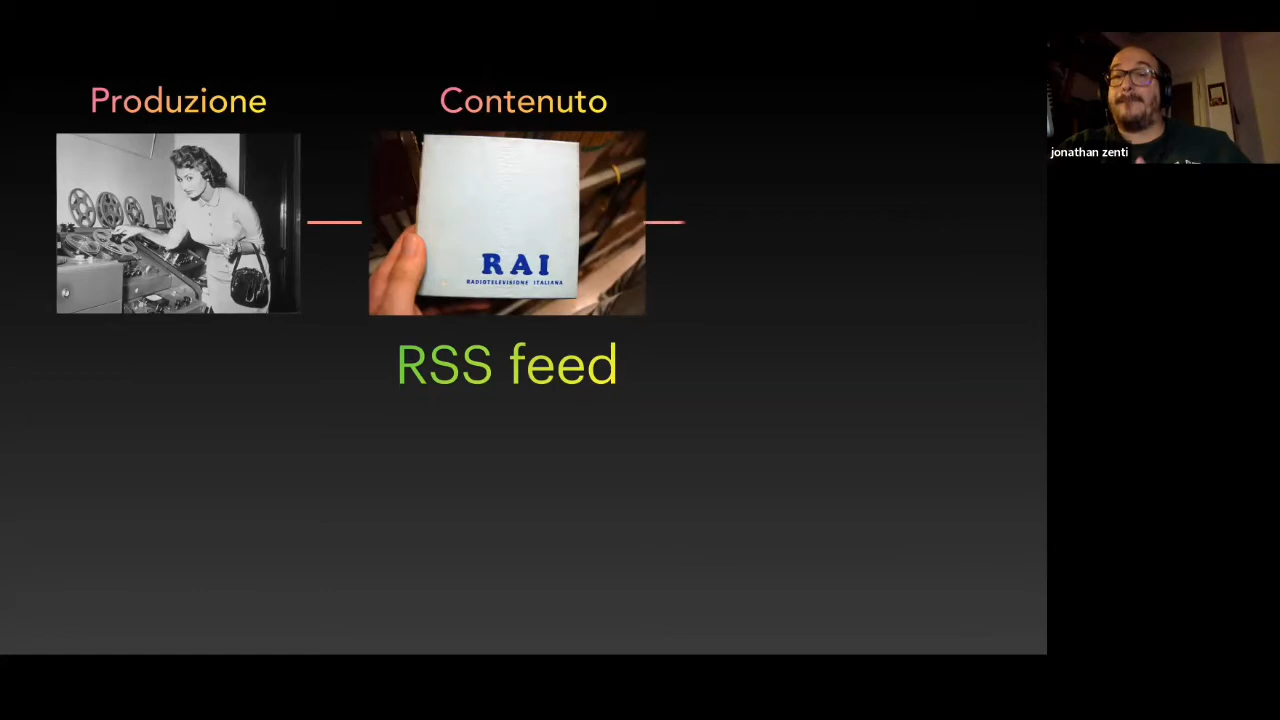 Produzione
Contenuto
RAI
RADIOTELEVISIONE ITALIANA
RSS feed
jonathan zenti